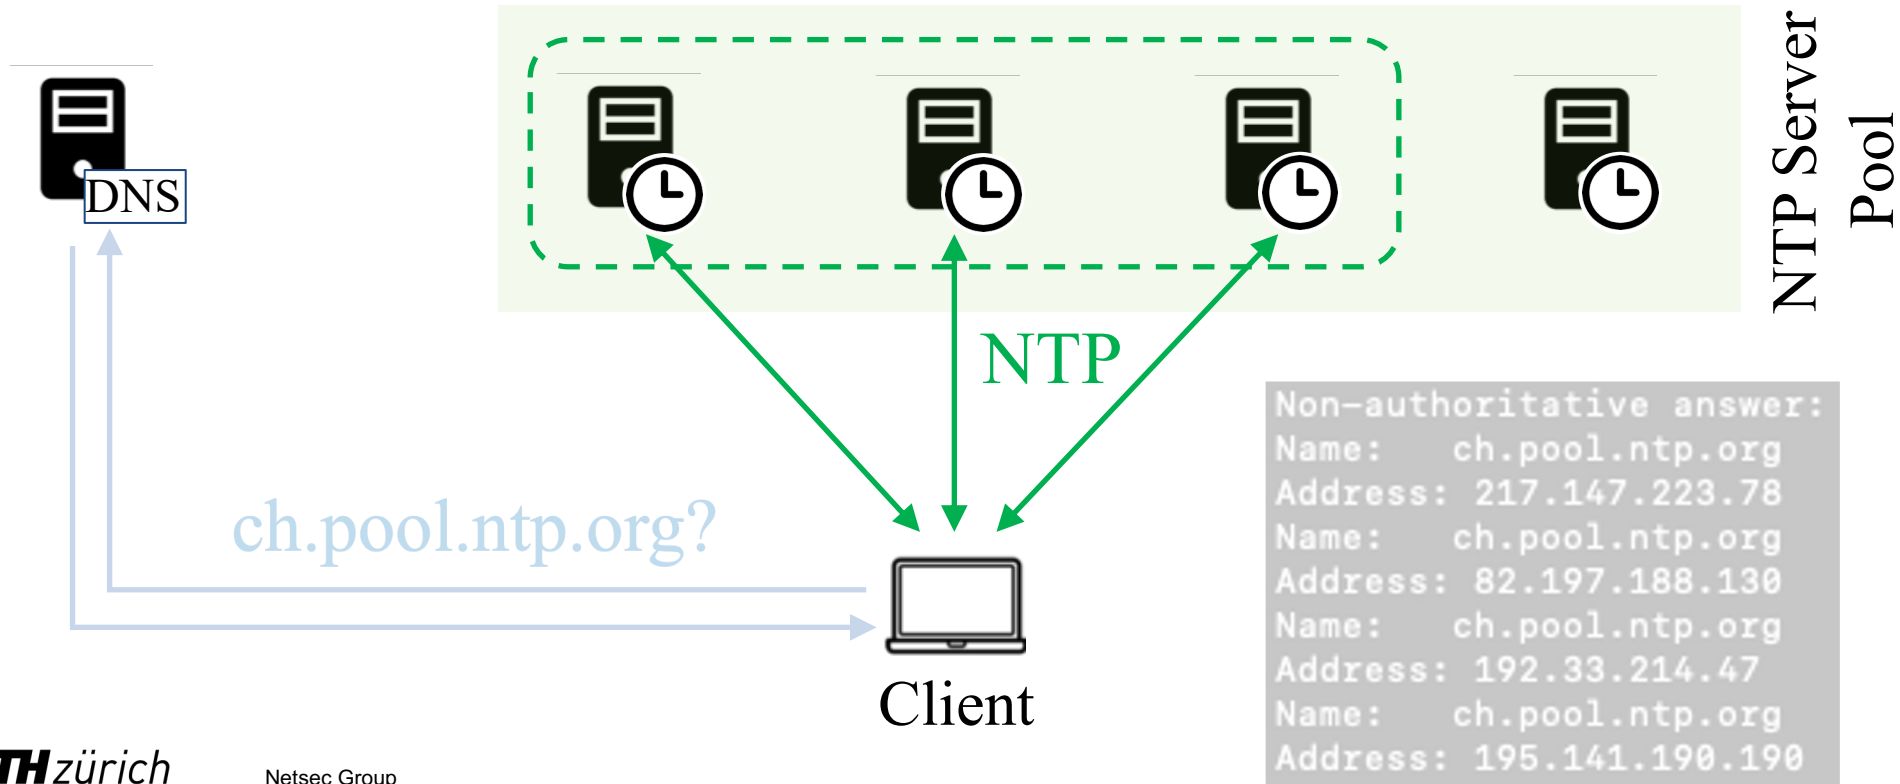 DNS
NTP Server
Pool
NTP
ch.pool.ntp.org?
Client
Non-authoritative answer:
Name: ch.pool.ntp.org
Address: 217.147.223.78
Name: ch.pool.ntp.org
Address: 82.197.188.130
Name: ch.pool.ntp.org
Address: 192.33.214.47
Name: ch.pool.ntp.org
Address: 195.141.190.190
TH zürich
Netsec Group